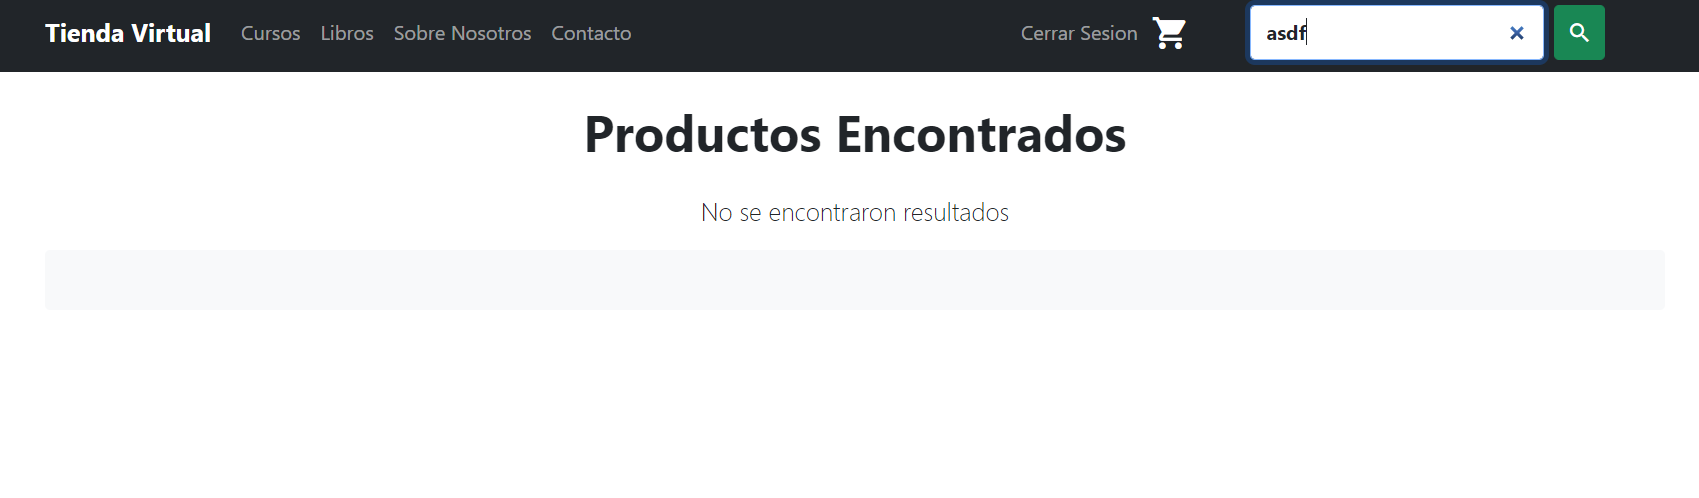 Tienda Virtual Cursos Libros Sobre Nosotros Contacto Cerrar Sesion asdf
Productos Encontrados
No se encontraron resultados